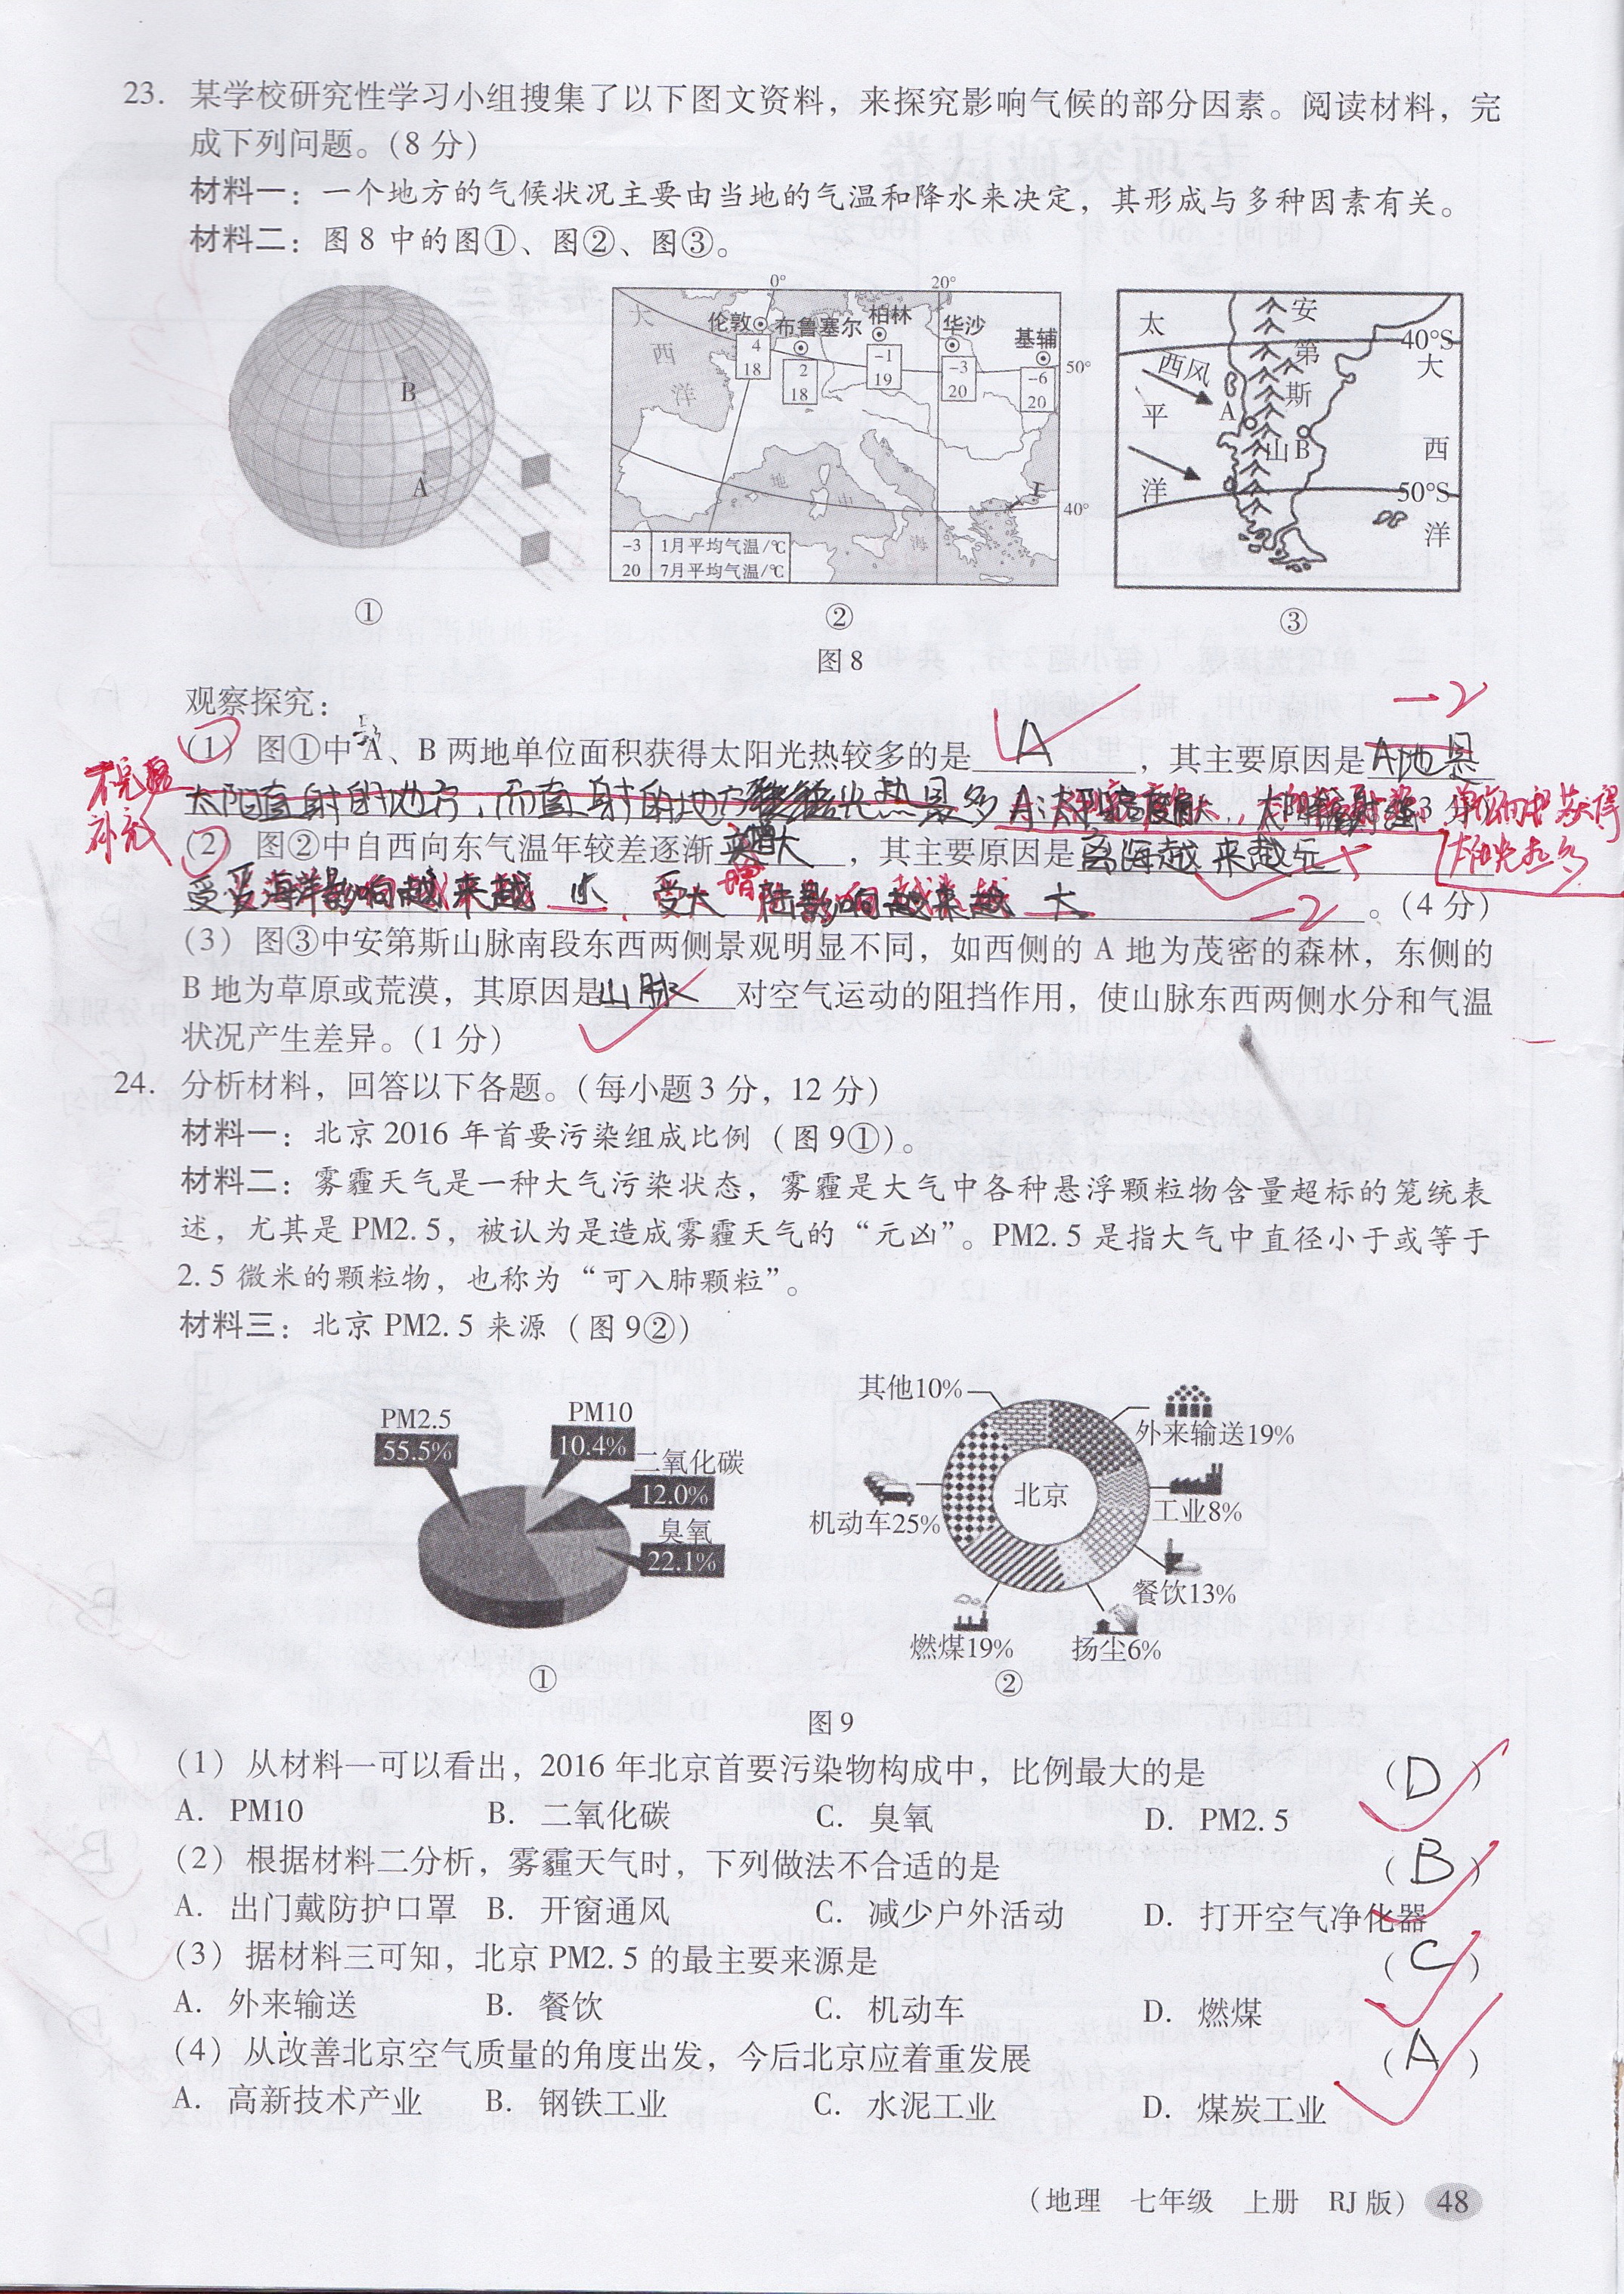 23. 某学校研究性学习小组搜集了以下图文资料，来探究影响气候的部分因素。阅读材料，完
成下列问题。（8 分）
材料一：一个地方的气候状况主要由当地的气温和降水来决定，其形成与多种因素有关。
材料二：图 8 中的图①、图②、图③。
B
A
①
0° 20°
大
西
洋
伦敦 布鲁塞尔 柏林 华沙 基辅
4
18
2
18
-1
19
-3
20
-6
20
50°
40°
地 中 海
-3 1月平均气温/℃
20 7月平均气温/℃
②
太
平
洋
西风
A
B
安
第
斯
山
40°S
大
西
50°S
洋
③
图 8
观察探究：
-2
（1）图①中 A、B 两地单位面积获得太阳光热较多的是 A ，其主要原因是 A地是
太阳直射的地方，而直射的地方 光热最多 3 分
单位面积获得
太阳光热多
补充
（2）图②中自西向东气温年较差逐渐 增大 ，其主要原因是 离海越来越远
受海洋影响越来越小，受大陆影响越来越大 。（4 分）
增
-2
（3）图③中安第斯山脉南段东西两侧景观明显不同，如西侧的 A 地为茂密的森林，东侧的
B 地为草原或荒漠，其原因是 山脉 对空气运动的阻挡作用，使山脉东西两侧水分和气温
状况产生差异。（1 分）
24. 分析材料，回答以下各题。（每小题 3 分，12 分）
材料一：北京 2016 年首要污染组成比例（图 9①）。
材料二：雾霾天气是一种大气污染状态，雾霾是大气中各种悬浮颗粒物含量超标的笼统表
述，尤其是 PM2. 5，被认为是造成雾霾天气的“元凶”。PM2. 5 是指大气中直径小于或等于
2. 5 微米的颗粒物，也称为“可入肺颗粒”。
材料三：北京 PM2. 5 来源（图 9②）
PM2.5
55.5%
PM10
10.4%
二氧化碳
12.0%
臭氧
22.1%
①
其他10%
外来输送19%
北京
机动车25%
工业8%
餐饮13%
燃煤19%
扬尘6%
②
图 9
（1）从材料一可以看出，2016 年北京首要污染物构成中，比例最大的是 （D）
A. PM10 B. 二氧化碳 C. 臭氧 D. PM2. 5
（2）根据材料二分析，雾霾天气时，下列做法不合适的是 （B）
A. 出门戴防护口罩 B. 开窗通风 C. 减少户外活动 D. 打开空气净化器
（3）据材料三可知，北京 PM2. 5 的最主要来源是 （C）
A. 外来输送 B. 餐饮 C. 机动车 D. 燃煤
（4）从改善北京空气质量的角度出发，今后北京应着重发展 （A）
A. 高新技术产业 B. 钢铁工业 C. 水泥工业 D. 煤炭工业
（地理 七年级 上册 RJ 版） 48